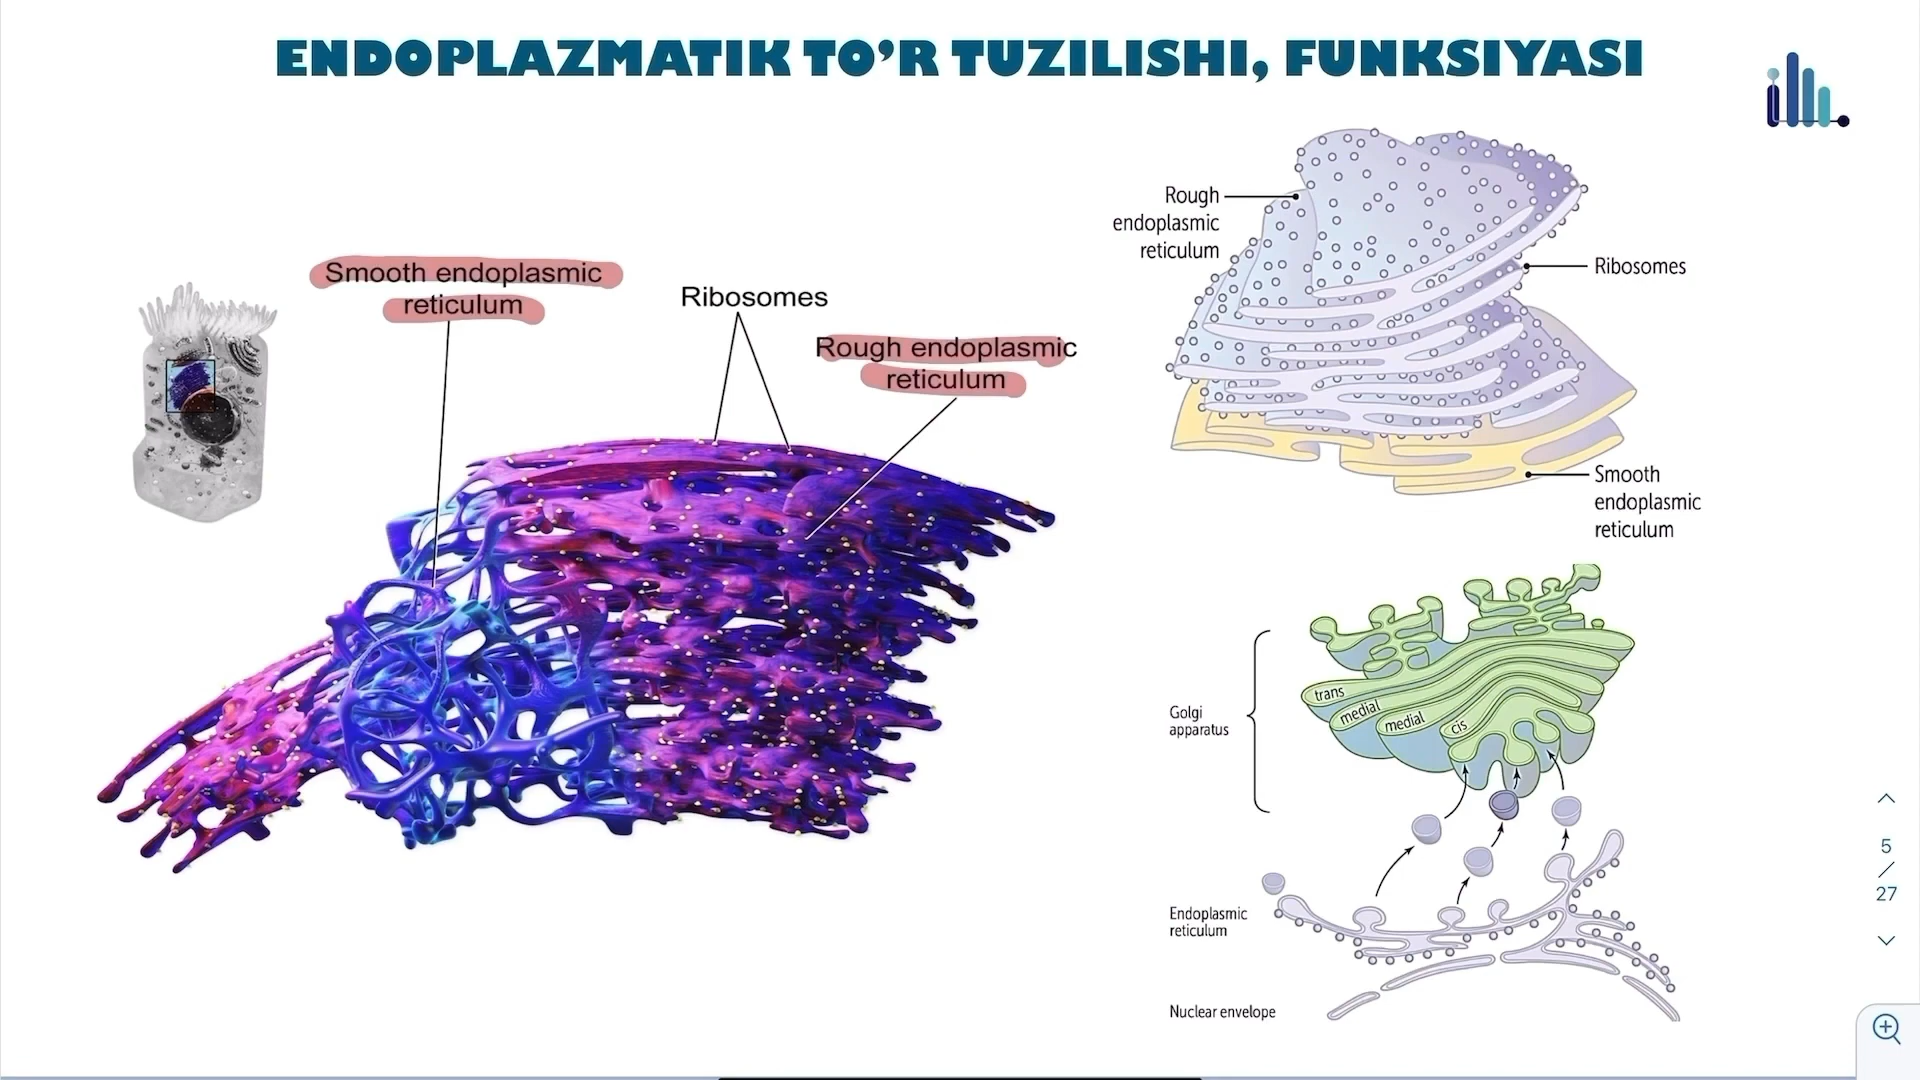 ENDOPLAZMATIK TO’R TUZILISHI, FUNKSIYASI
Smooth endoplasmic
reticulum
Ribosomes
Rough endoplasmic
reticulum
Rough
endoplasmic
reticulum
Ribosomes
Smooth
endoplasmic
reticulum
Golgi
apparatus
trans
medial
medial
cis
Endoplasmic
reticulum
Nuclear envelope
5
/
27